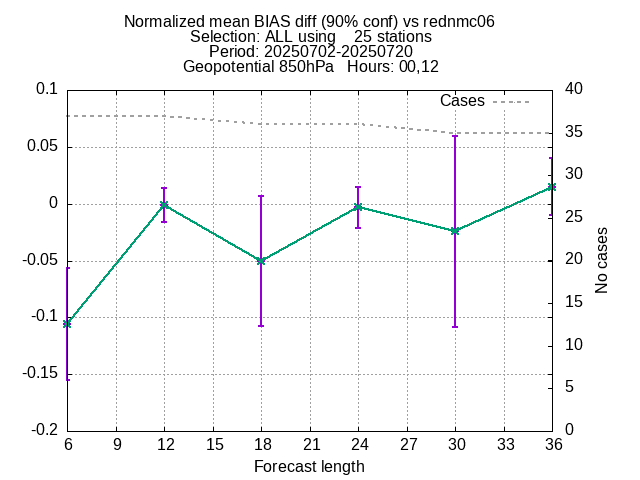 Normalized mean BIAS diff (90% conf) vs rednmc06
Selection: ALL using    25 stations
Period: 20250702-20250720
Geopotential 850hPa   Hours: 00,12
Cases
0.1
0.05
0
-0.05
-0.1
-0.15
-0.2
40
35
30
25
20
15
10
5
0
No cases
6 9 12 15 18 21 24 27 30 33 36
Forecast length